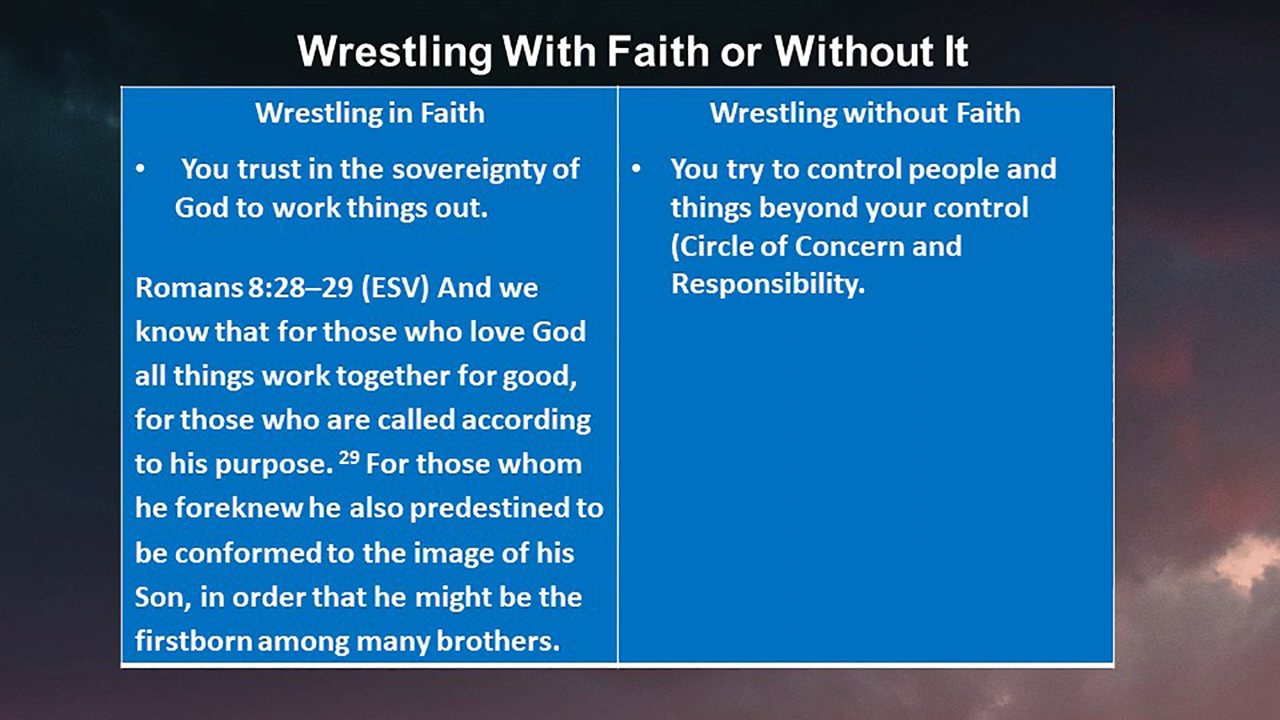 Wrestling With Faith or Without It
Wrestling in Faith
• You trust in the sovereignty of
God to work things out.
Romans 8:28–29 (ESV) And we
know that for those who love God
all things work together for good,
for those who are called according
to his purpose. 29 For those whom
he foreknew he also predestined to
be conformed to the image of his
Son, in order that he might be the
firstborn among many brothers.
Wrestling without Faith
• You try to control people and
things beyond your control
(Circle of Concern and
Responsibility.